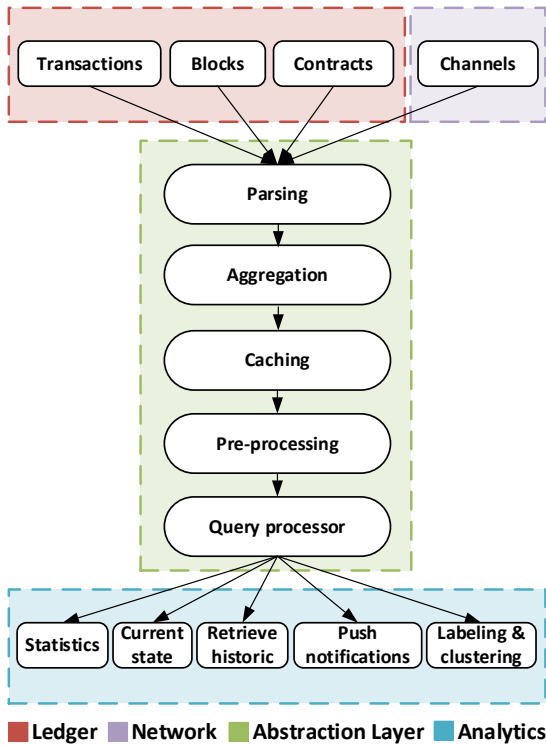 Transactions Blocks Contracts Channels
Parsing
Aggregation
Caching
Pre-processing
Query processor
Statistics
Current
state
Retrieve
historic
Push
notifications
Labeling &
clustering
Ledger Network Abstraction Layer Analytics